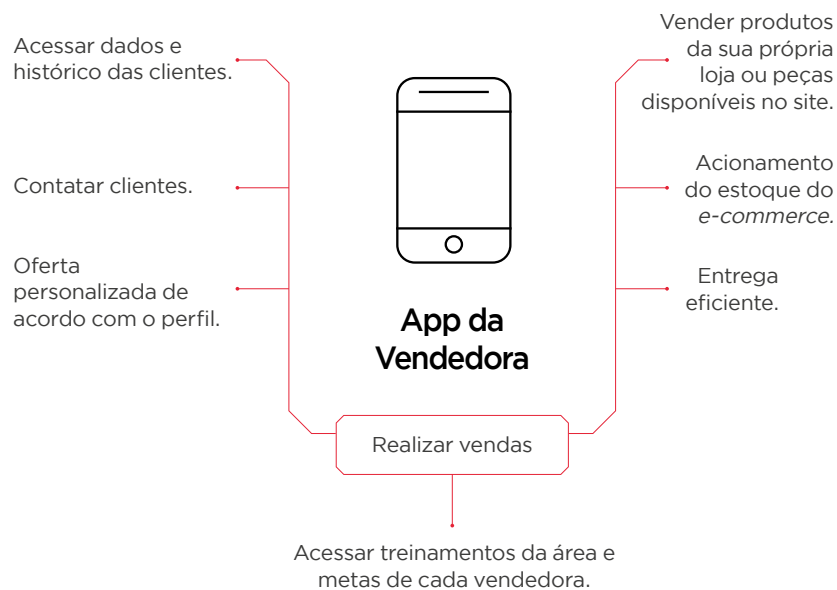 Acessar dados e
histórico das clientes.
Contatar clientes.
Oferta
personalizada de
acordo com o perfil.
App da
Vendedora
Vender produtos
da sua própria
loja ou peças
disponíveis no site.
Acionamento
do estoque do
e-commerce.
Entrega
eficiente.
Realizar vendas
Acessar treinamentos da área e
metas de cada vendedora.